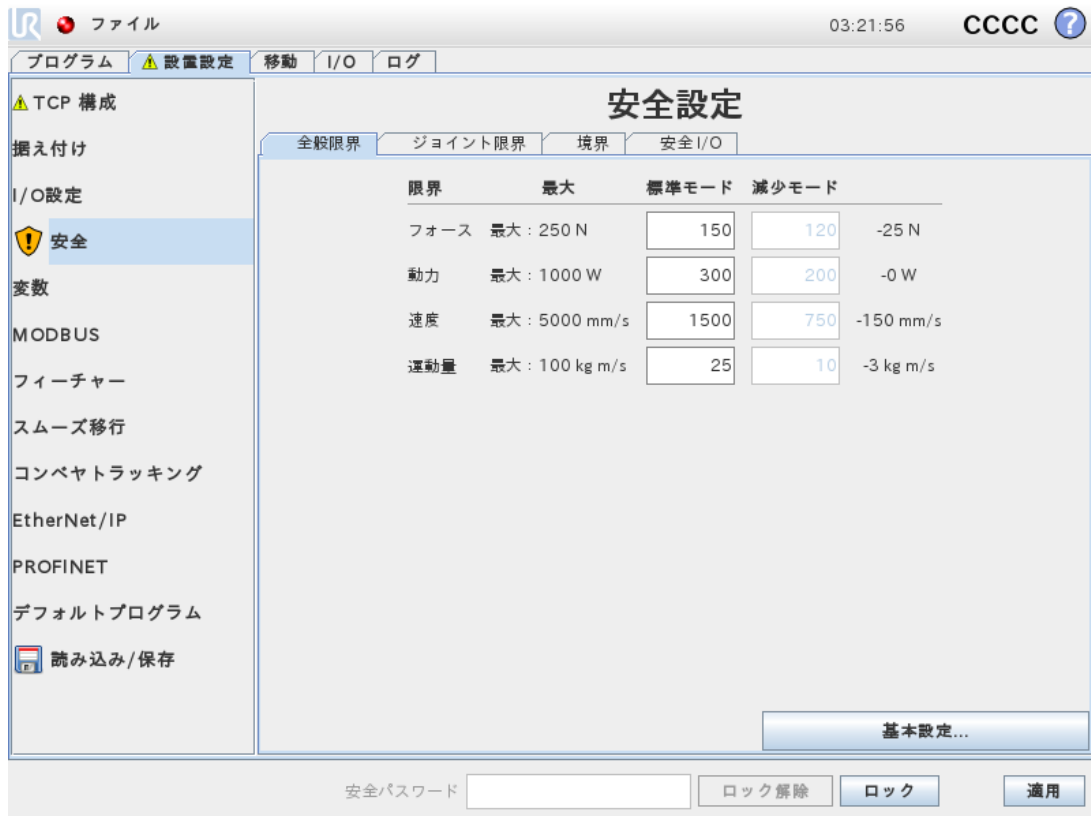 UR ファイル 03:21:56 CCCC ?
プログラム 設置設定 移動 I/O ログ
TCP 構成
据え付け
I/O設定
安全
変数
MODBUS
フィーチャー
スムーズ移行
コンベヤトラッキング
EtherNet/IP
PROFINET
デフォルトプログラム
読み込み/保存
安全設定
全般限界 ジョイント限界 境界 安全I/O
限界 最大 標準モード 減少モード
フォース 最大：250 N 150 120 -25 N
動力 最大：1000 W 300 200 -0 W
速度 最大：5000 mm/s 1500 750 -150 mm/s
運動量 最大：100 kg m/s 25 10 -3 kg m/s
基本設定...
安全パスワード ロック解除 ロック 適用